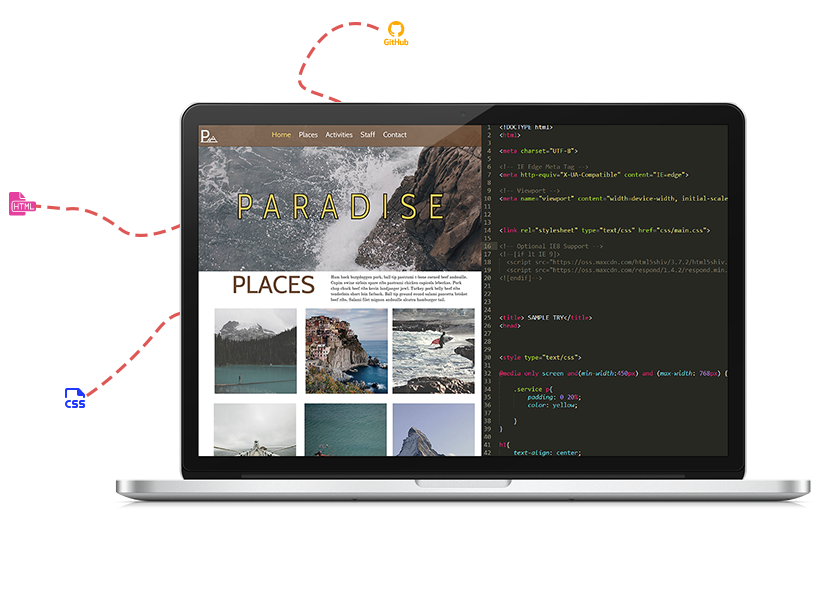 GitHub
HTML
CSS
Home Places Activities Staff Contact
PARADISE
PLACES
Ham hock burgdoggen pork, ball tip pastrami t-bone corned beef andouille.
Cupim swine sirloin spare ribs pastrami chicken capicola leberkas. Pork
chop chuck beef ribs kevin landjaeger jowl. Turkey pork belly beef ribs
tenderloin short loin fatback. Ball tip ground round salami pancetta brisket
beef ribs. Salami filet mignon andouille shankn hamburger tail.
1 <!DOCTYPE html>
2 <html>
3
4 <meta charset="UTF-8">
5
6 <!-- IE Edge Meta Tag -->
7 <meta http-equiv="X-UA-Compatible" content="IE=edge">
8
9 <!-- Viewport -->
10 <meta name="viewport" content="width=device-width, initial-scale
11
12
13
14 <link rel="stylesheet" type="text/css" href="css/main.css">
15
16 <!-- Optional IE8 Support -->
17 <!--[if lt IE 9]>
18 <script src="https://oss.maxcdn.com/html5shiv/3.7.2/html5shiv.
19 <script src="https://oss.maxcdn.com/respond/1.4.2/respond.min.
20 <![endif]-->
21
22
23
24
25 <title> SAMPLE TRY</title>
26 <head>
27
28
29
30 <style type="text/css">
31
32 @media only screen and(min-width:450px) and (max-width: 768px) {
33
34 .service p{
35 padding: 0 20%;
36 color: yellow;
37
38 }
39 }
40
41 h1{
42 text-align: center;